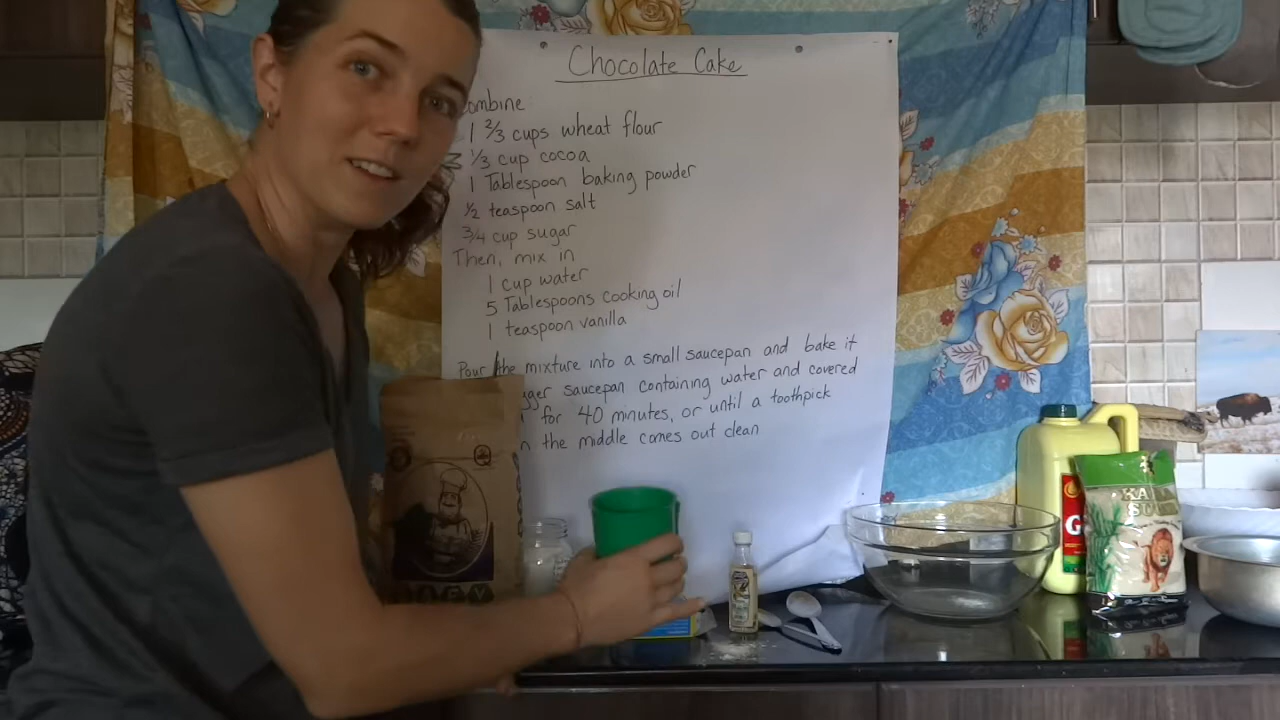 Chocolate Cake
ombine:
1 2/3 cups wheat flour
1/3 cup cocoa
1 Tablespoon baking powder
1/2 teaspoon salt
3/4 cup sugar
Then, mix in
1 cup water
5 Tablespoons cooking oil
1 teaspoon vanilla
Pour the mixture into a small saucepan and bake it
gger saucepan containing water and covered
for 40 minutes, or until a toothpick
n the middle comes out clean
G